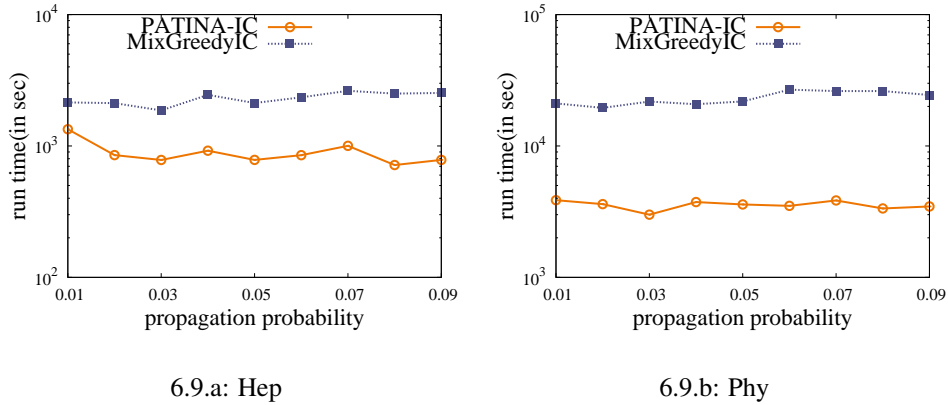 PATINA-IC
MixGreedyIC
run time(in sec)
10^4
10^3
10^2
0.01 0.03 0.05 0.07 0.09
propagation probability
6.9.a: Hep
PATINA-IC
MixGreedyIC
run time(in sec)
10^5
10^4
10^3
0.01 0.03 0.05 0.07 0.09
propagation probability
6.9.b: Phy